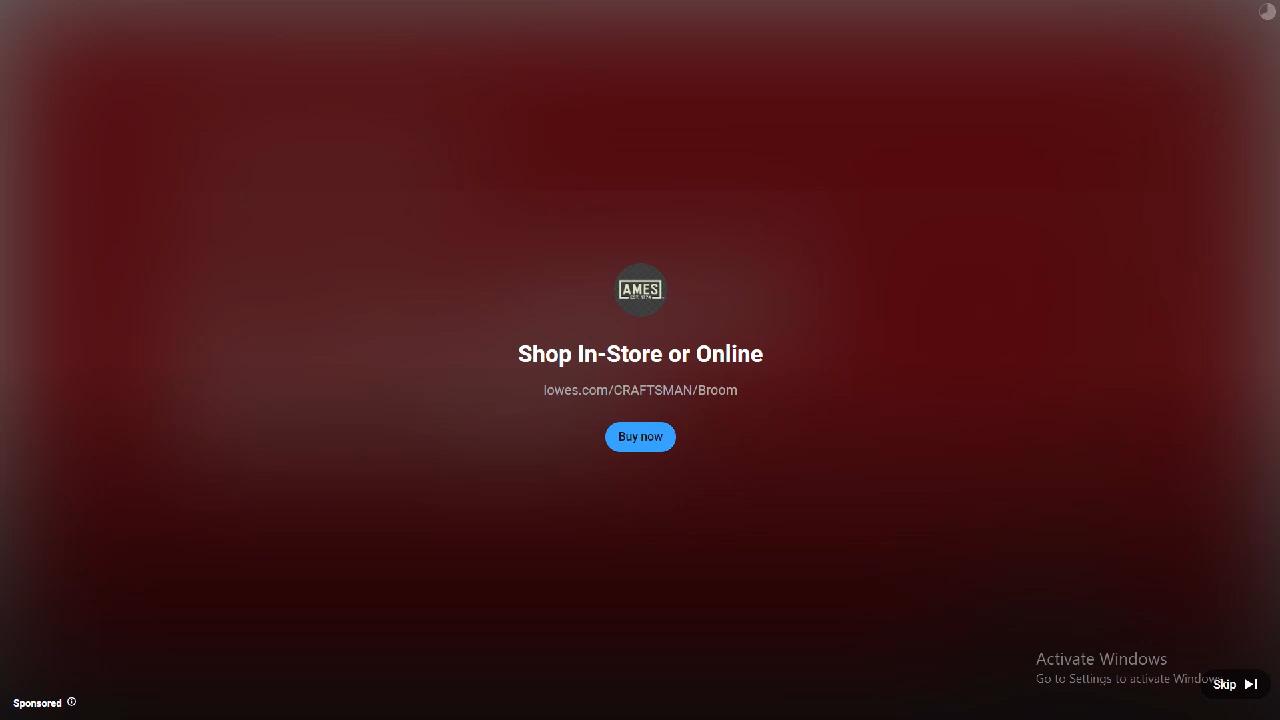 AMES
Shop In-Store or Online
lowes.com/CRAFTSMAN/Broom
Buy now
Activate Windows
Go to Settings to activate Windows.
Skip
Sponsored